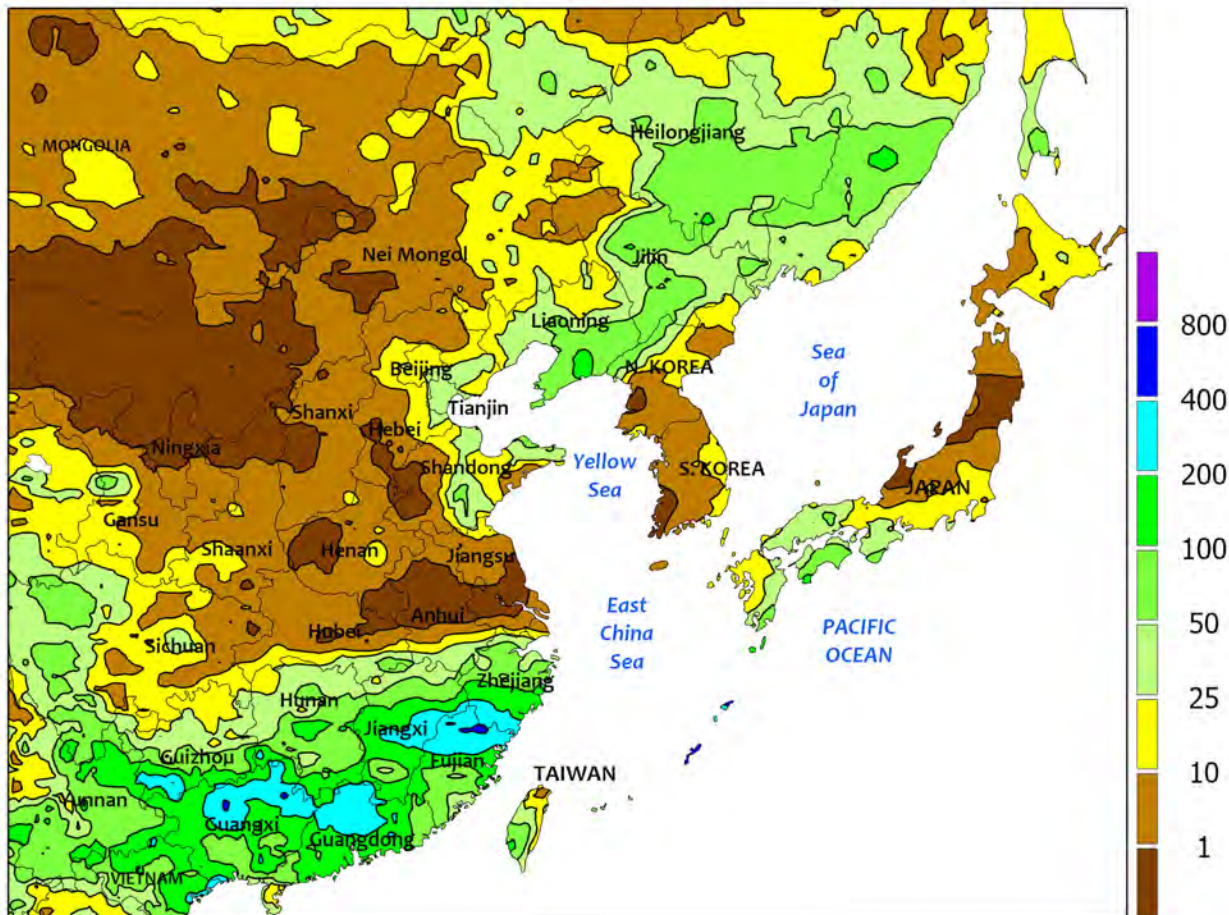 Heilongjiang
MONGOLIA
Nei Mongol
Jilin
Liaoning
Beijing
N. KOREA
Sea
of
Japan
Tianjin
Shanxi
Hebei
Ningxia
Shandong
Yellow
Sea
S. KOREA
JAPAN
Gansu
Shaanxi
Henan
Jiangsu
Anhui
Hubei
Sichuan
East
China
Sea
PACIFIC
OCEAN
Zhejiang
Hunan
Jiangxi
Guizhou
Fujian
TAIWAN
Yunnan
Guangxi
Guangdong
VIETNAM
800
400
200
100
50
25
10
1